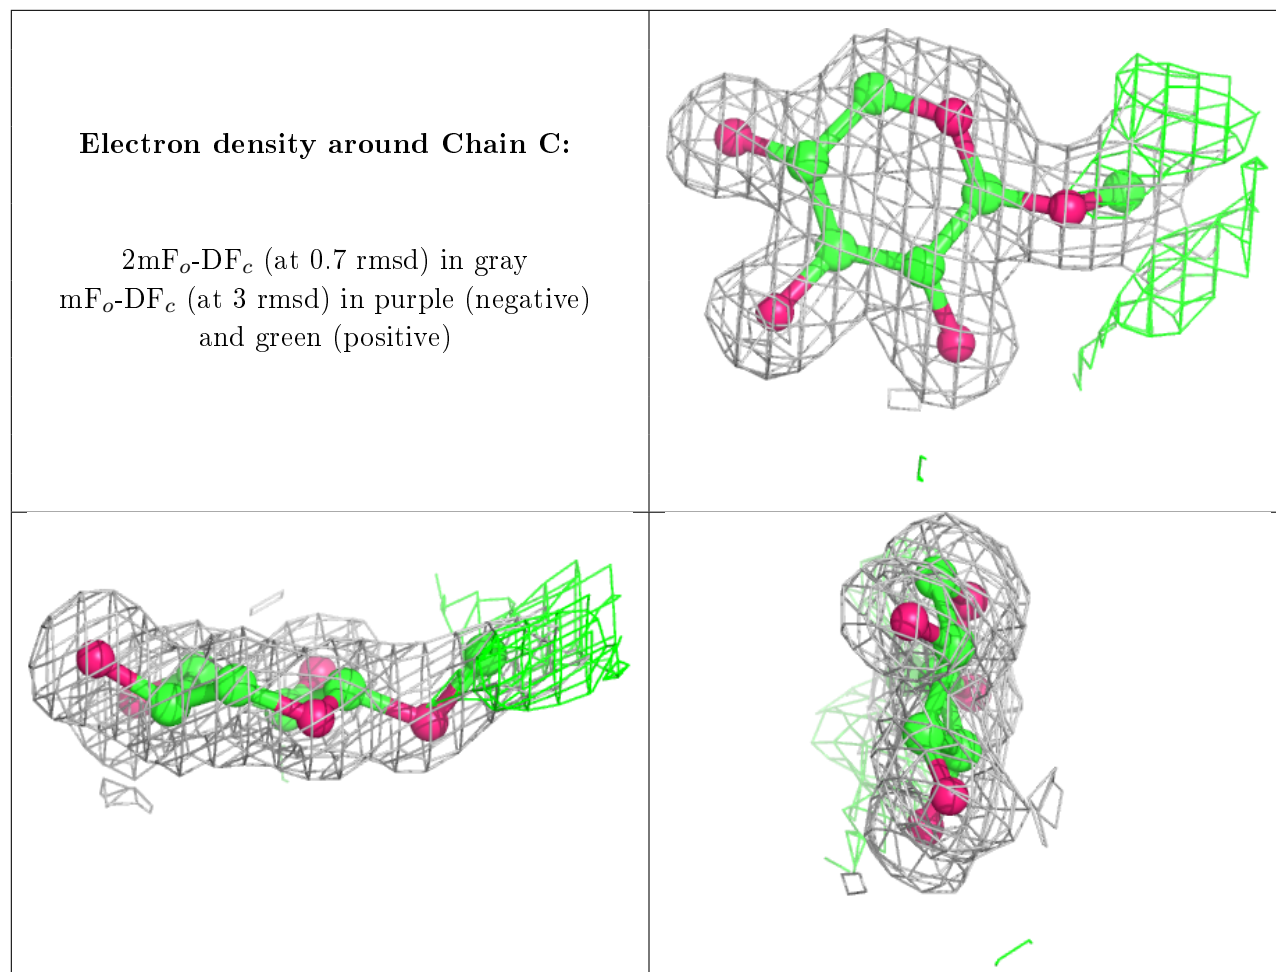 Electron density around Chain C:
2mFₒ-DF𝒸 (at 0.7 rmsd) in gray
mFₒ-DF𝒸 (at 3 rmsd) in purple (negative)
and green (positive)